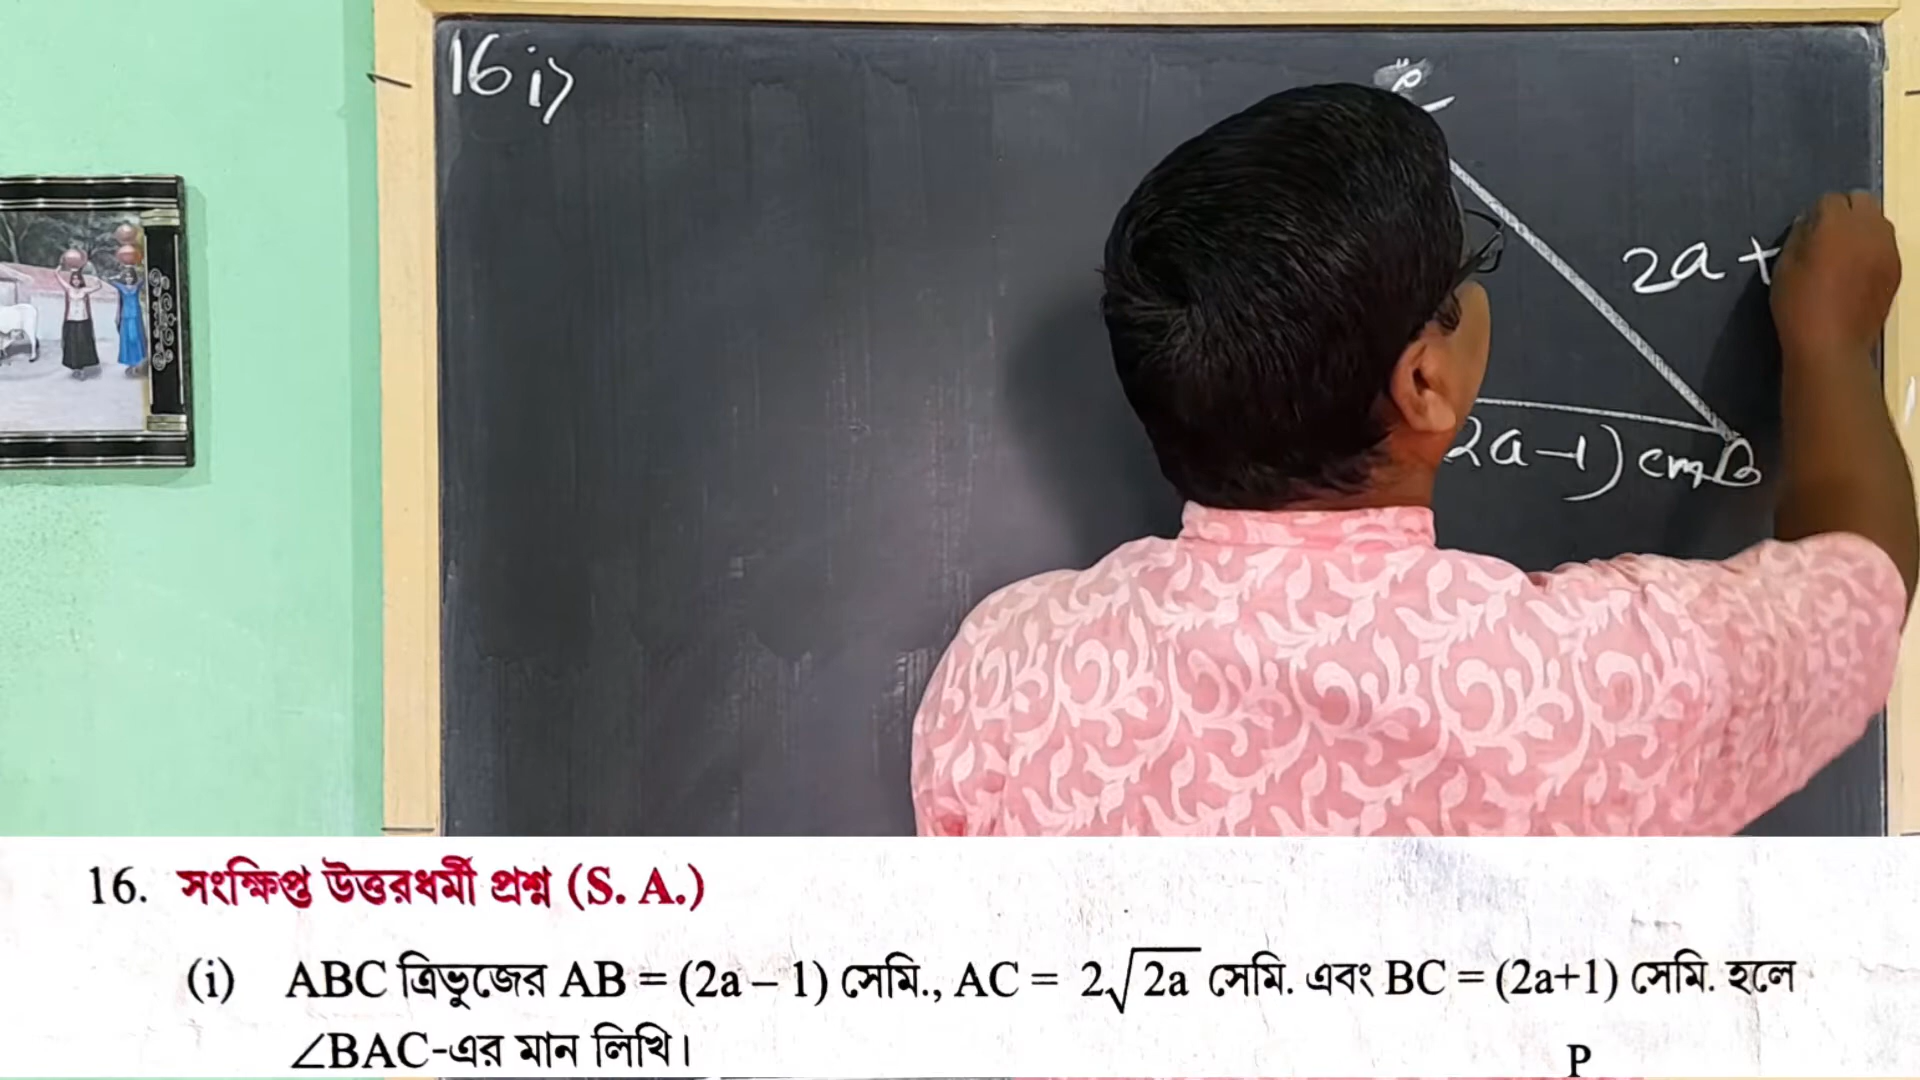 16 i)
2a +
2a-1) cm B
16. সংক্ষিপ্ত উত্তরধর্মী প্রশ্ন (S. A.)
(i) ABC ত্রিভুজের AB = (2a – 1) সেমি., AC = 2√2a সেমি. এবং BC = (2a+1) সেমি. হলে
∠BAC-এর মান লিখি।
P